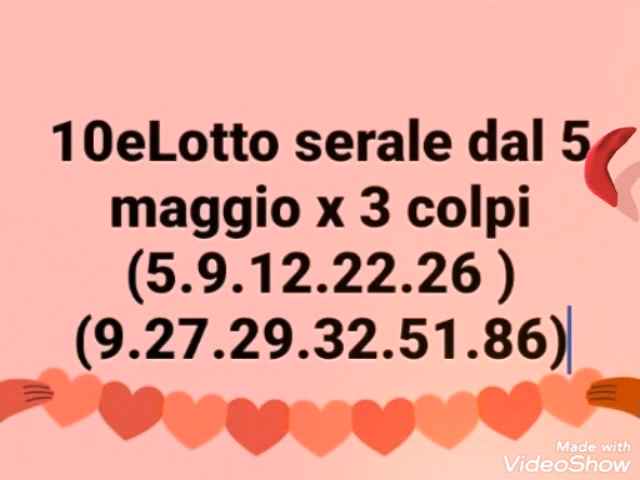 10eLotto serale dal 5
maggio x 3 colpi
(5.9.12.22.26 )
(9.27.29.32.51.86)
Made with
VideoShow